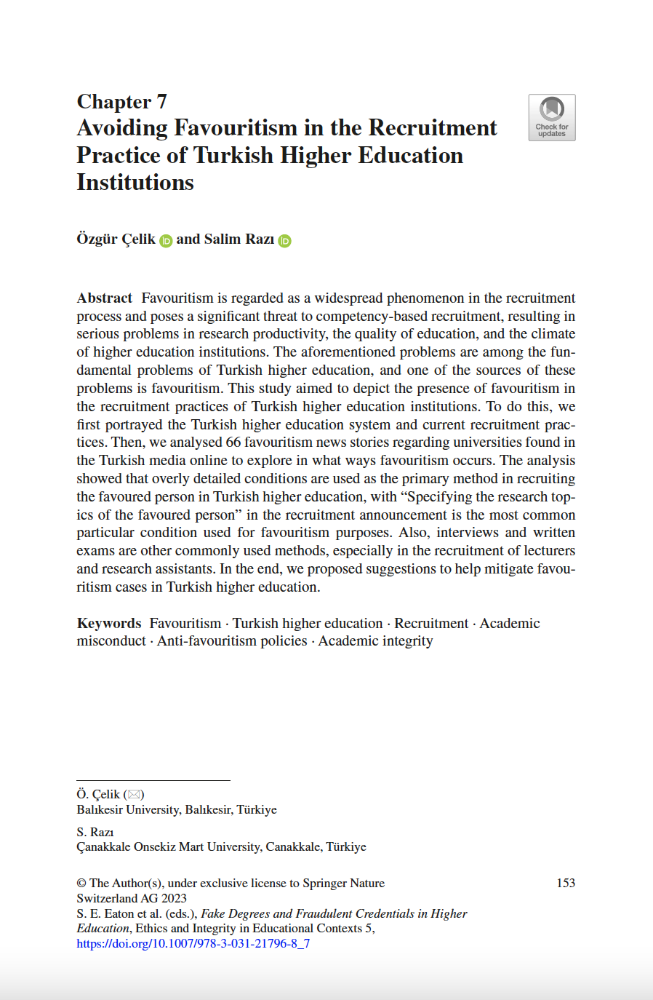 Chapter 7
Avoiding Favouritism in the Recruitment
Practice of Turkish Higher Education
Institutions
Check for
updates
Özgür Çelik iD and Salim Razı iD
Abstract Favouritism is regarded as a widespread phenomenon in the recruitment
process and poses a significant threat to competency-based recruitment, resulting in
serious problems in research productivity, the quality of education, and the climate
of higher education institutions. The aforementioned problems are among the fun-
damental problems of Turkish higher education, and one of the sources of these
problems is favouritism. This study aimed to depict the presence of favouritism in
the recruitment practices of Turkish higher education institutions. To do this, we
first portrayed the Turkish higher education system and current recruitment prac-
tices. Then, we analysed 66 favouritism news stories regarding universities found in
the Turkish media online to explore in what ways favouritism occurs. The analysis
showed that overly detailed conditions are used as the primary method in recruiting
the favoured person in Turkish higher education, with “Specifying the research top-
ics of the favoured person” in the recruitment announcement is the most common
particular condition used for favouritism purposes. Also, interviews and written
exams are other commonly used methods, especially in the recruitment of lecturers
and research assistants. In the end, we proposed suggestions to help mitigate favou-
ritism cases in Turkish higher education.
Keywords Favouritism · Turkish higher education · Recruitment · Academic
misconduct · Anti-favouritism policies · Academic integrity
Ö. Çelik (✉)
Balıkesir University, Balıkesir, Türkiye
S. Razı
Çanakkale Onsekiz Mart University, Canakkale, Türkiye
© The Author(s), under exclusive license to Springer Nature 153
Switzerland AG 2023
S. E. Eaton et al. (eds.), Fake Degrees and Fraudulent Credentials in Higher
Education, Ethics and Integrity in Educational Contexts 5,
https://doi.org/10.1007/978-3-031-21796-8_7